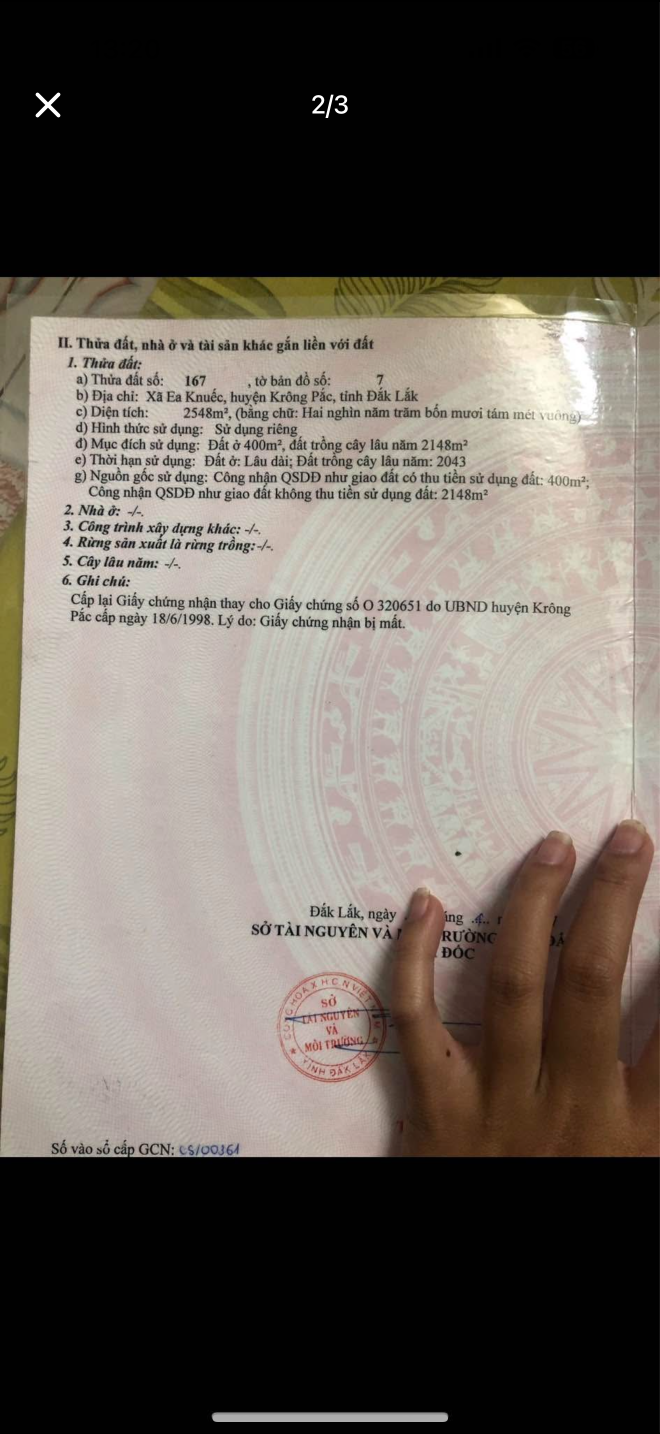 2/3
II. Thửa đất, nhà ở và tài sản khác gắn liền với đất
1. Thửa đất:
a) Thửa đất số: 167 , tờ bản đồ số: 7
b) Địa chỉ: Xã Ea Knuếc, huyện Krông Pắc, tỉnh Đắk Lắk
c) Diện tích: 2548m², (bằng chữ: Hai nghìn năm trăm bốn mươi tám mét vuông)
d) Hình thức sử dụng: Sử dụng riêng
đ) Mục đích sử dụng: Đất ở 400m², đất trồng cây lâu năm 2148m²
e) Thời hạn sử dụng: Đất ở: Lâu dài; Đất trồng cây lâu năm: 2043
g) Nguồn gốc sử dụng: Công nhận QSDĐ như giao đất có thu tiền sử dụng đất: 400m²;
Công nhận QSDĐ như giao đất không thu tiền sử dụng đất: 2148m²
2. Nhà ở: -/-.
3. Công trình xây dựng khác: -/-.
4. Rừng sản xuất là rừng trồng:-/-.
5. Cây lâu năm: -/-.
6. Ghi chú:
Cấp lại Giấy chứng nhận thay cho Giấy chứng số O 320651 do UBND huyện Krông
Pắc cấp ngày 18/6/1998. Lý do: Giấy chứng nhận bị mất.
Đắk Lắk, ngày
SỞ TÀI NGUYÊN VÀ
CỘNG HÒA X H C N VIỆT NAM
SỞ
TÀI NGUYÊN
VÀ
MÔI TRƯỜNG
TỈNH ĐẮK LẮK
Số vào sổ cấp GCN: CS/00361